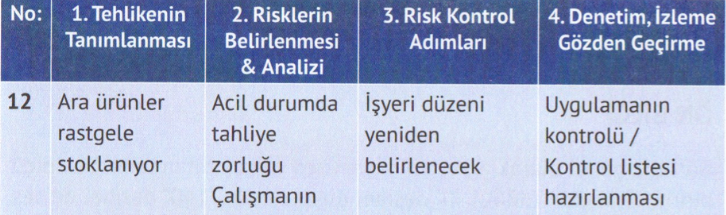 No:
1. Tehlikenin
Tanımlanması
2. Risklerin
Belirlenmesi
& Analizi
3. Risk Kontrol
Adımları
4. Denetim, İzleme
Gözden Geçirme
12
Ara ürünler
rastgele
stoklanıyor
Acil durumda
tahliye
zorluğu
Çalışmanın
İşyeri düzeni
yeniden
belirlenecek
Uygulamanın
kontrolü /
Kontrol listesi
hazırlanması